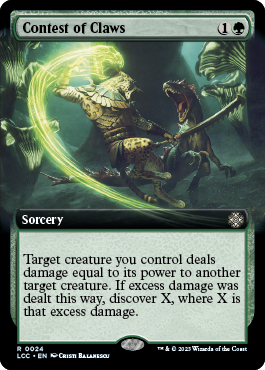 Contest of Claws 1
Sorcery
Target creature you control deals
damage equal to its power to another
target creature. If excess damage was
dealt this way, discover X, where X is
that excess damage.
R 0024
LCC • EN Cristi Balanescu
™ & © 2023 Wizards of the Coast